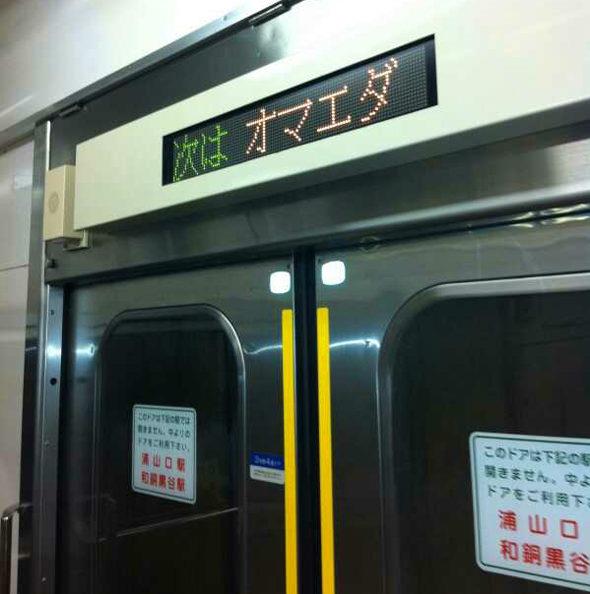 次は オマエダ
このドアは下記の駅では
開きません。中よりの
ドアをご利用下さい。
浦山口駅
和銅黒谷駅
このドアは下記の駅
開きません。中よ
ドアをご利用下さ
浦山口
和銅黒谷